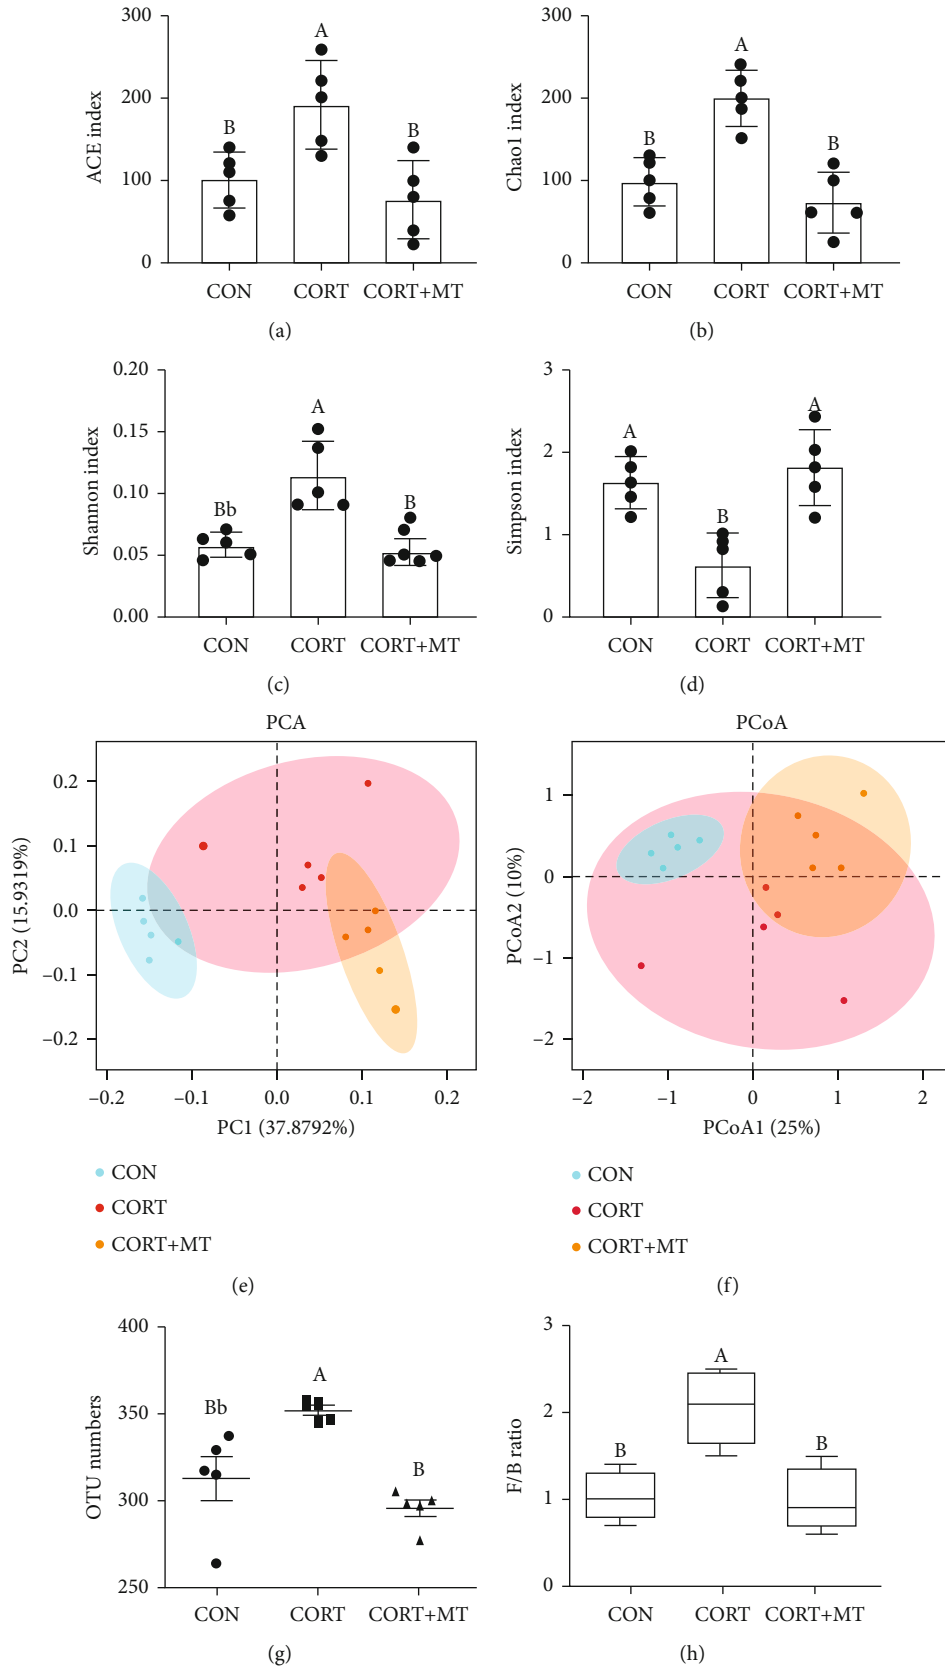 300
200
100
0
ACE index
B
A
B
CON
CORT
CORT+MT
(a)
300
200
100
0
Chao1 index
B
A
B
CON
CORT
CORT+MT
(b)
0.20
0.15
0.10
0.05
0.00
Shannon index
Bb
A
B
CON
CORT
CORT+MT
(c)
3
2
1
0
Simpson index
A
B
A
CON
CORT
CORT+MT
(d)
PCA
0.2
0.1
0.0
–0.1
–0.2
PC2 (15.9319%)
–0.2
–0.1
0.0
0.1
0.2
PC1 (37.8792%)
CON
CORT
CORT+MT
(e)
PCoA
1
0
–1
–2
PCoA2 (10%)
–2
–1
0
1
2
PCoA1 (25%)
CON
CORT
CORT+MT
(f)
400
350
300
250
OTU numbers
Bb
A
B
CON
CORT
CORT+MT
(g)
3
2
1
0
F/B ratio
B
A
B
CON
CORT
CORT+MT
(h)